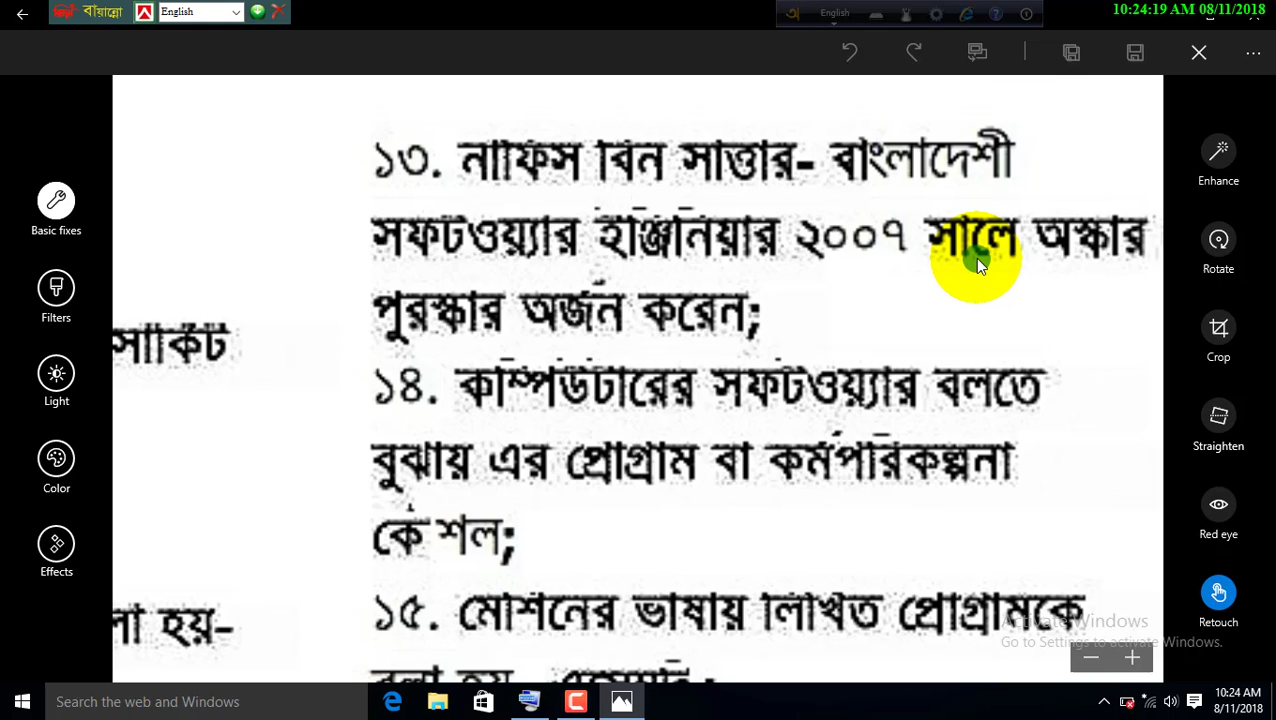 বায়ান্নো
English
English
10:24:19 AM 08/11/2018
১৩. নাফিস বিন সাত্তার- বাংলাদেশী
সফটওয়্যার ইঞ্জিনিয়ার ২০০৭ সালে অস্কার
পুরস্কার অর্জন করেন;
১৪. কম্পিউটারের সফটওয়্যার বলতে
বুঝায় এর প্রোগ্রাম বা কর্মপরিকল্পনা
কৌশল;
১৫. মেশিনের ভাষায় লিখিত প্রোগ্রামকে
বলা হয়
সার্কিট
লা হয়-
Basic fixes
Filters
Light
Color
Effects
Enhance
Rotate
Crop
Straighten
Red eye
Retouch
Activate Windows
Go to Settings to activate Windows.
Search the web and Windows
10:24 AM
8/11/2018